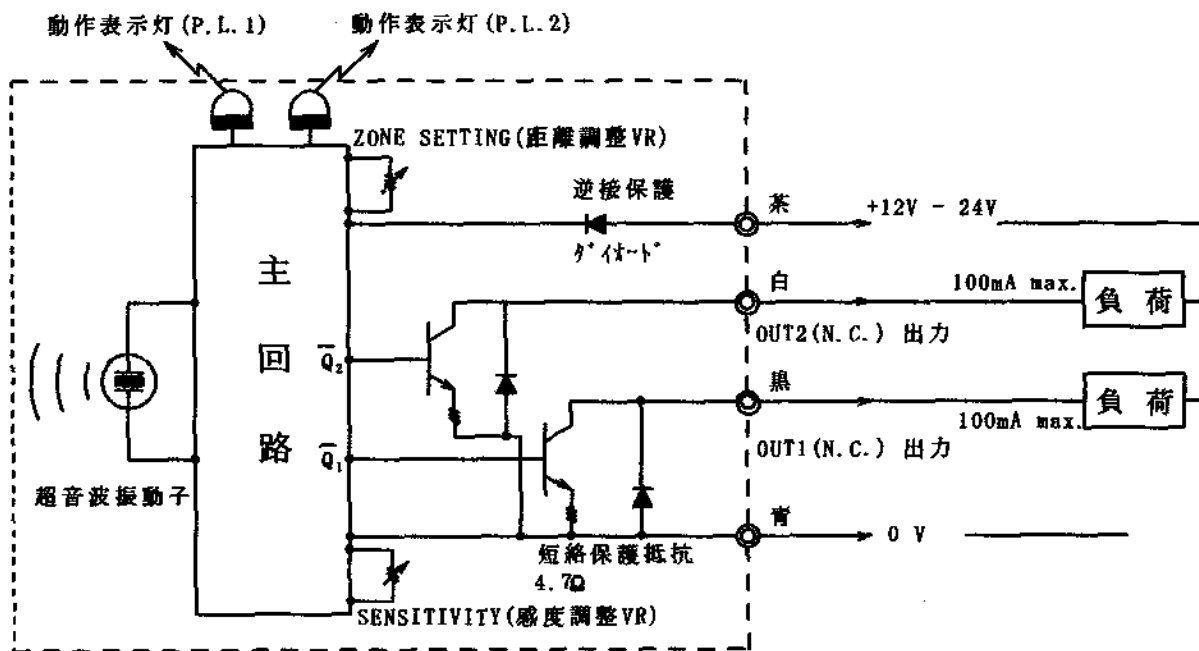 動作表示灯(P.L.1)
動作表示灯(P.L.2)
ZONE SETTING(距離調整VR)
逆接保護
ダイオード
茶
+12V - 24V
主回路
白
100mA max.
負荷
OUT2(N.C.) 出力
Q̅₂
黒
100mA max.
負荷
OUT1(N.C.) 出力
Q̅₁
超音波振動子
青
0 V
短絡保護抵抗
4.7Ω
SENSITIVITY(感度調整VR)